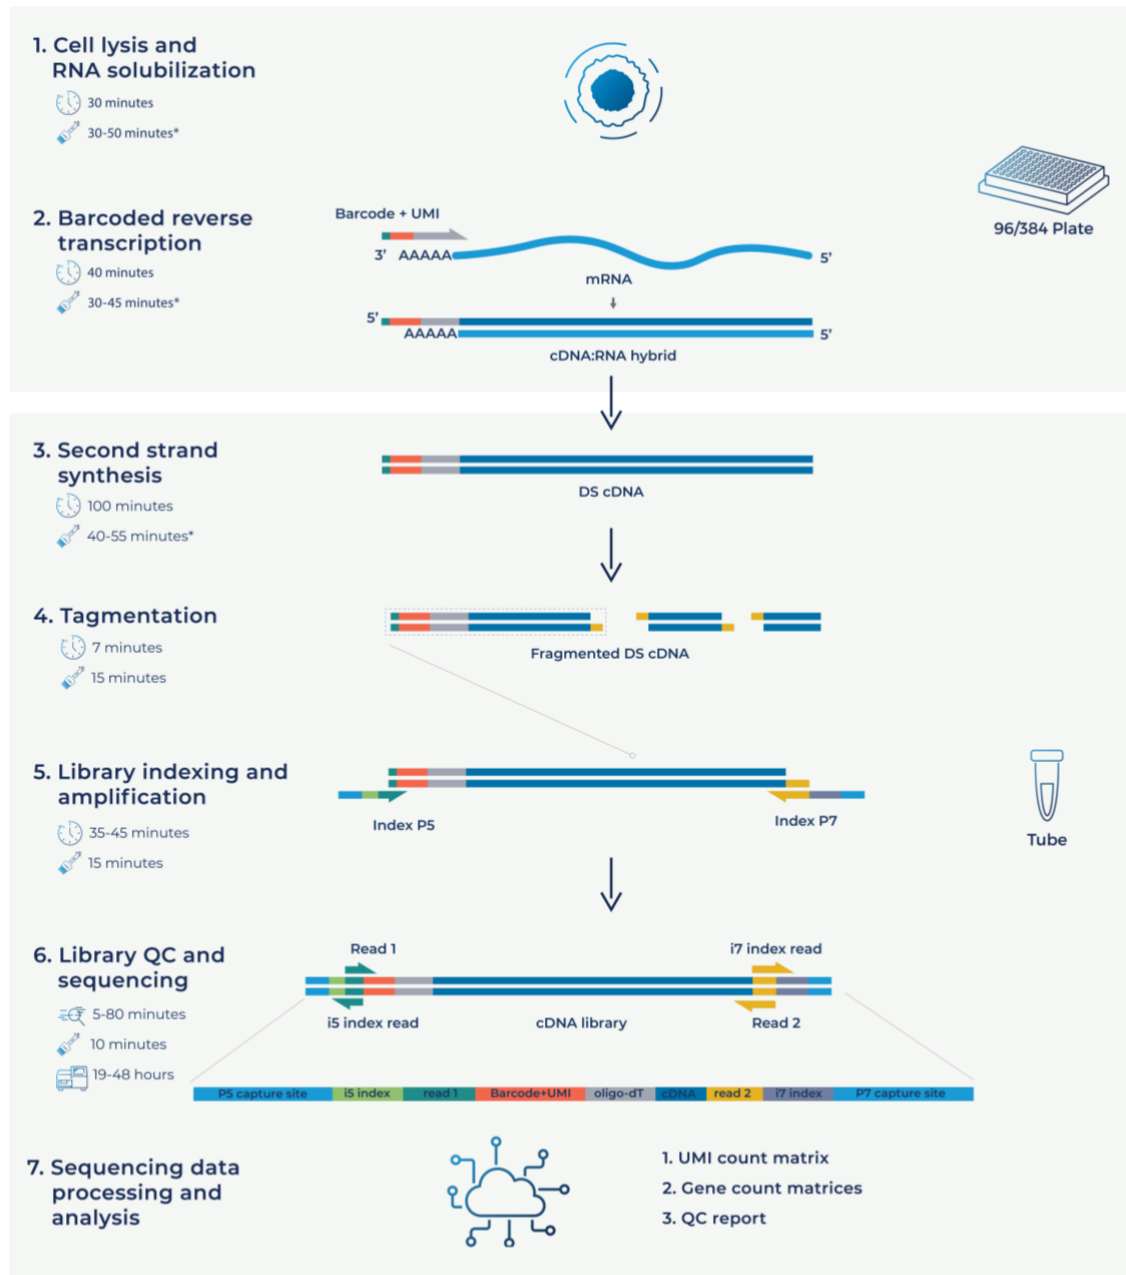 1. Cell lysis and
RNA solubilization
30 minutes
30-50 minutes*
96/384 Plate
2. Barcoded reverse
transcription
40 minutes
30-45 minutes*
Barcode + UMI
3’ AAAAA 5’
mRNA
5’
AAAAA 5’
cDNA:RNA hybrid
3. Second strand
synthesis
100 minutes
40-55 minutes*
DS cDNA
4. Tagmentation
7 minutes
15 minutes
Fragmented DS cDNA
5. Library indexing and
amplification
35-45 minutes
15 minutes
Index P5
Index P7
Tube
6. Library QC and
sequencing
5-80 minutes
10 minutes
19-48 hours
Read 1
i7 index read
i5 index read
cDNA library
Read 2
P5 capture site i5 index read 1 Barcode+UMI oligo-dT cDNA read 2 i7 index P7 capture site
7. Sequencing data
processing and
analysis
1. UMI count matrix
2. Gene count matrices
3. QC report